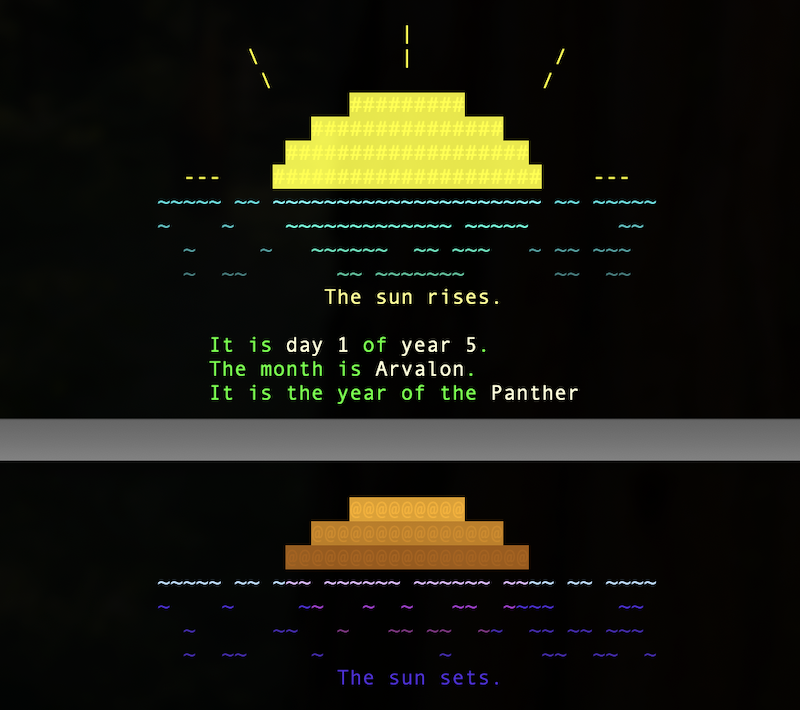 The sun rises.
It is day 1 of year 5.
The month is Arvalon.
It is the year of the Panther
The sun sets.